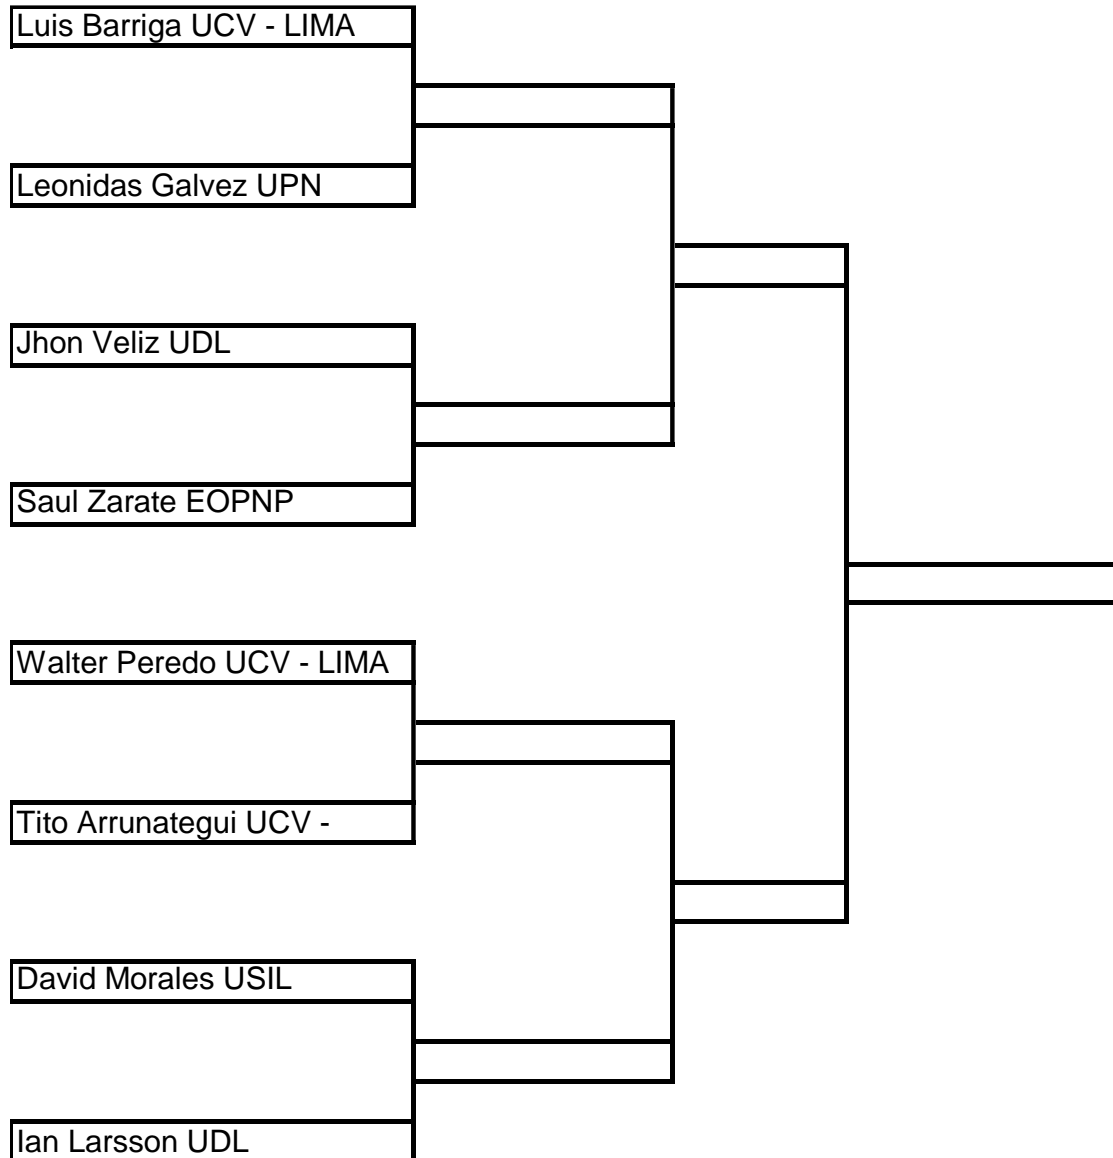 Luis Barriga UCV - LIMA
Leonidas Galvez UPN
Jhon Veliz UDL
Saul Zarate EOPNP
Walter Peredo UCV - LIMA
Tito Arrunategui UCV -
David Morales USIL
Ian Larsson UDL